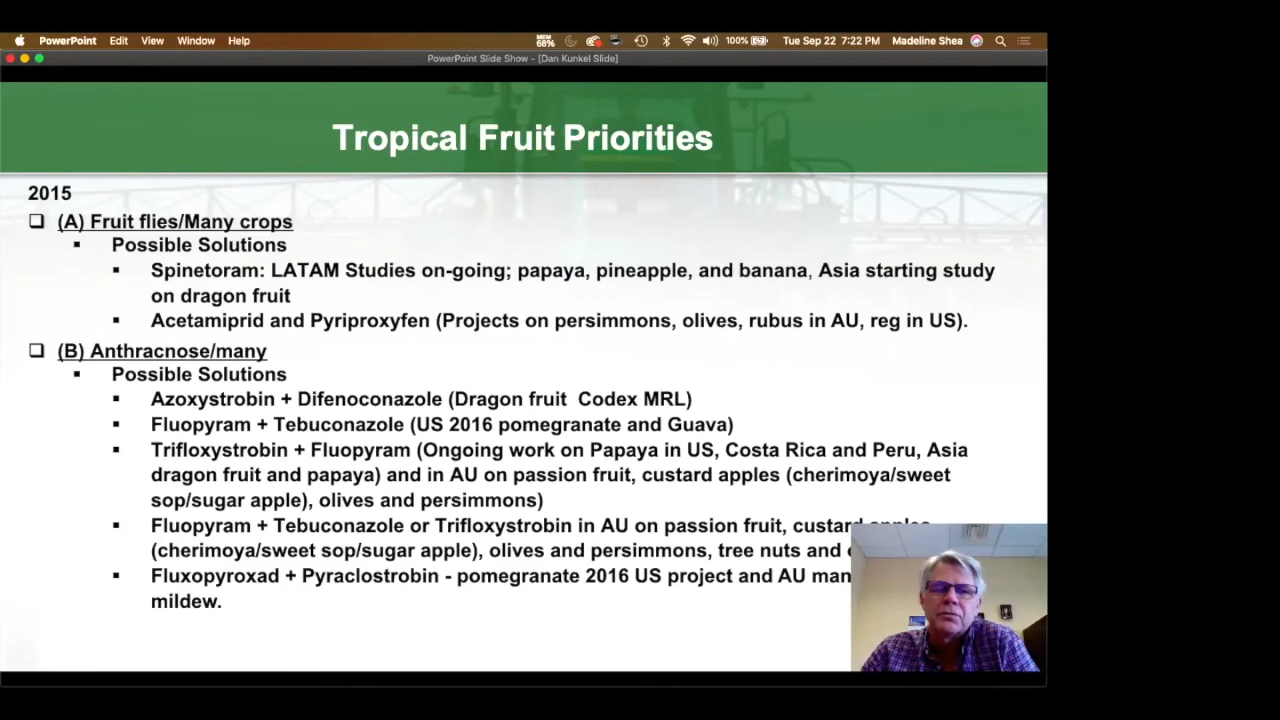 PowerPoint Edit View Window Help 68% 100% Tue Sep 22 7:22 PM Madeline Shea
PowerPoint Slide Show - [Dan Kunkel Slide]
Tropical Fruit Priorities
2015
(A) Fruit flies/Many crops
Possible Solutions
Spinetoram: LATAM Studies on-going; papaya, pineapple, and banana, Asia starting study
on dragon fruit
Acetamiprid and Pyriproxyfen (Projects on persimmons, olives, rubus in AU, reg in US).
(B) Anthracnose/many
Possible Solutions
Azoxystrobin + Difenoconazole (Dragon fruit Codex MRL)
Fluopyram + Tebuconazole (US 2016 pomegranate and Guava)
Trifloxystrobin + Fluopyram (Ongoing work on Papaya in US, Costa Rica and Peru, Asia
dragon fruit and papaya) and in AU on passion fruit, custard apples (cherimoya/sweet
sop/sugar apple), olives and persimmons)
Fluopyram + Tebuconazole or Trifloxystrobin in AU on passion fruit, custard apples
(cherimoya/sweet sop/sugar apple), olives and persimmons, tree nuts and
Fluxopyroxad + Pyraclostrobin - pomegranate 2016 US project and AU
mildew.